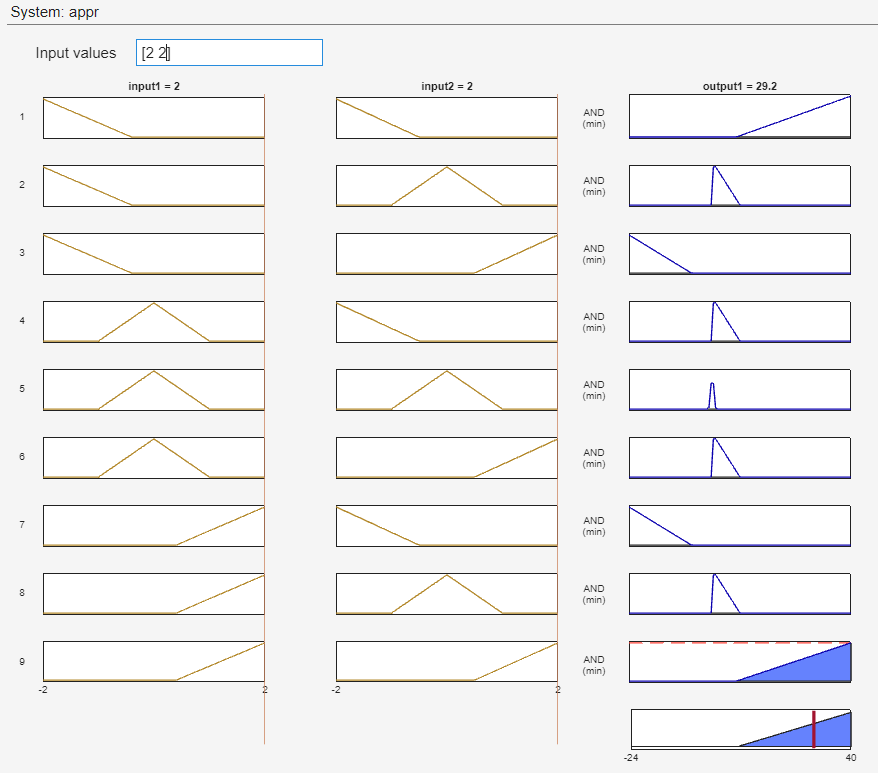 System: appr
Input values [2 2]
input1 = 2 input2 = 2 output1 = 29.2
1 AND
(min)
2 AND
(min)
3 AND
(min)
4 AND
(min)
5 AND
(min)
6 AND
(min)
7 AND
(min)
8 AND
(min)
9 AND
(min)
-2 2 -2 2
-24 40